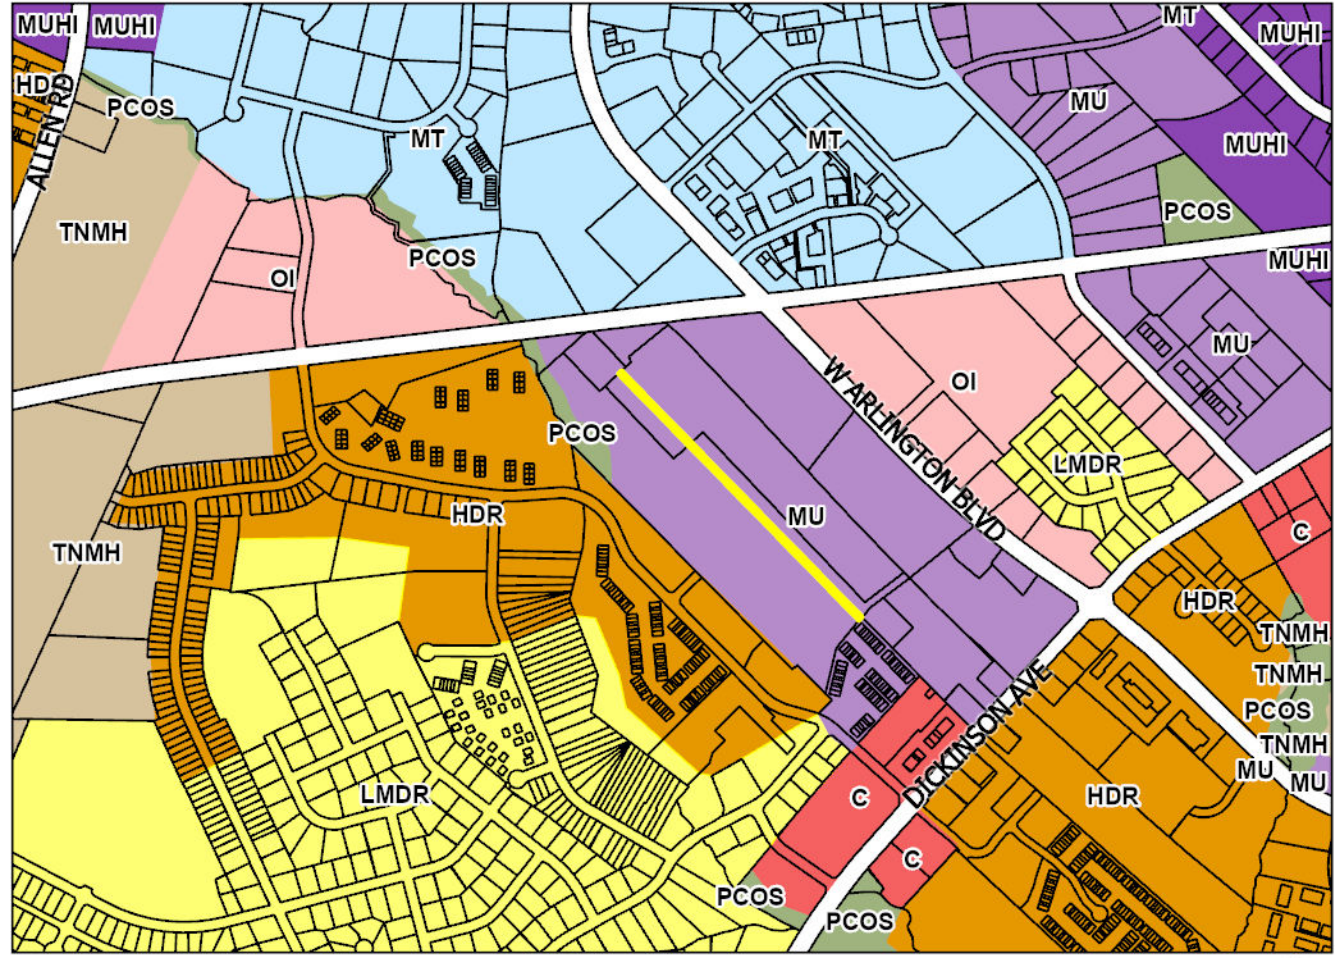 MUHI
MUHI
MT
MUHI
HDR
PCOS
MU
ALLEN RD
MT
MT
MUHI
TNMH
PCOS
PCOS
OI
MUHI
MU
W ARLINGTON BLVD
OI
PCOS
LMDR
HDR
MU
C
TNMH
HDR
TNMH
TNMH
DICKINSON AVE
PCOS
TNMH
MU
MU
LMDR
C
HDR
C
PCOS
PCOS